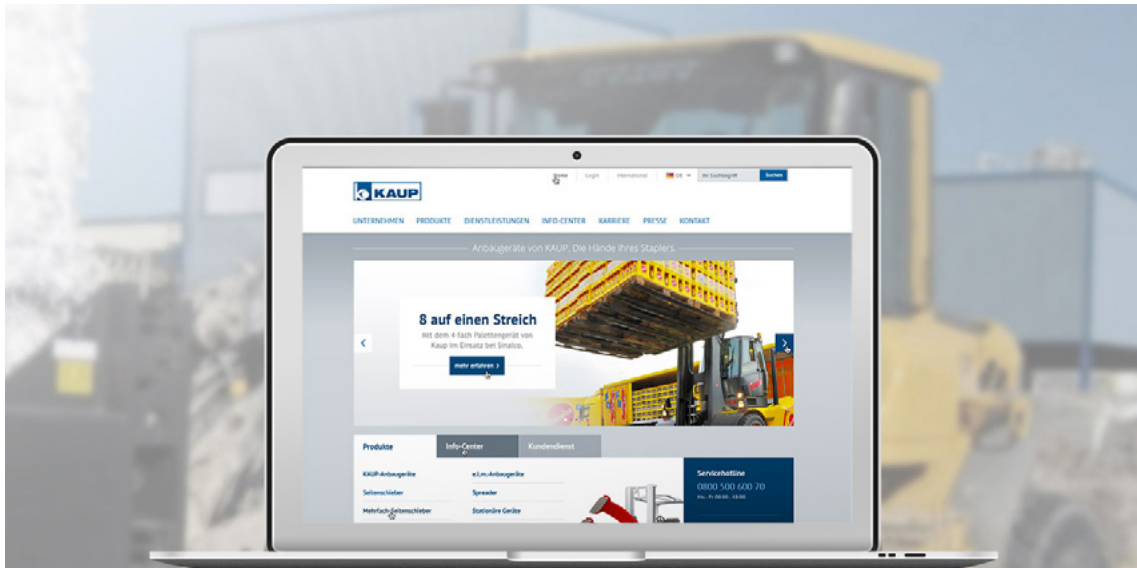 Home Login International DE Ihr Suchbegriff Suchen
KAUP
UNTERNEHMEN PRODUKTE DIENSTLEISTUNGEN INFO-CENTER KARRIERE PRESSE KONTAKT
Anbaugeräte von KAUP. Die Hände Ihres Staplers.
8 auf einen Streich
Mit dem 4-fach Palettengerät von
Kaup im Einsatz bei Sinalco.
mehr erfahren
Produkte Info-Center Kundendienst
KAUP-Anbaugeräte e.l.m.-Anbaugeräte
Seitenschieber Spreader
Mehrfach-Seitenschieber Stationäre Geräte
Servicehotline
0800 500 600 70